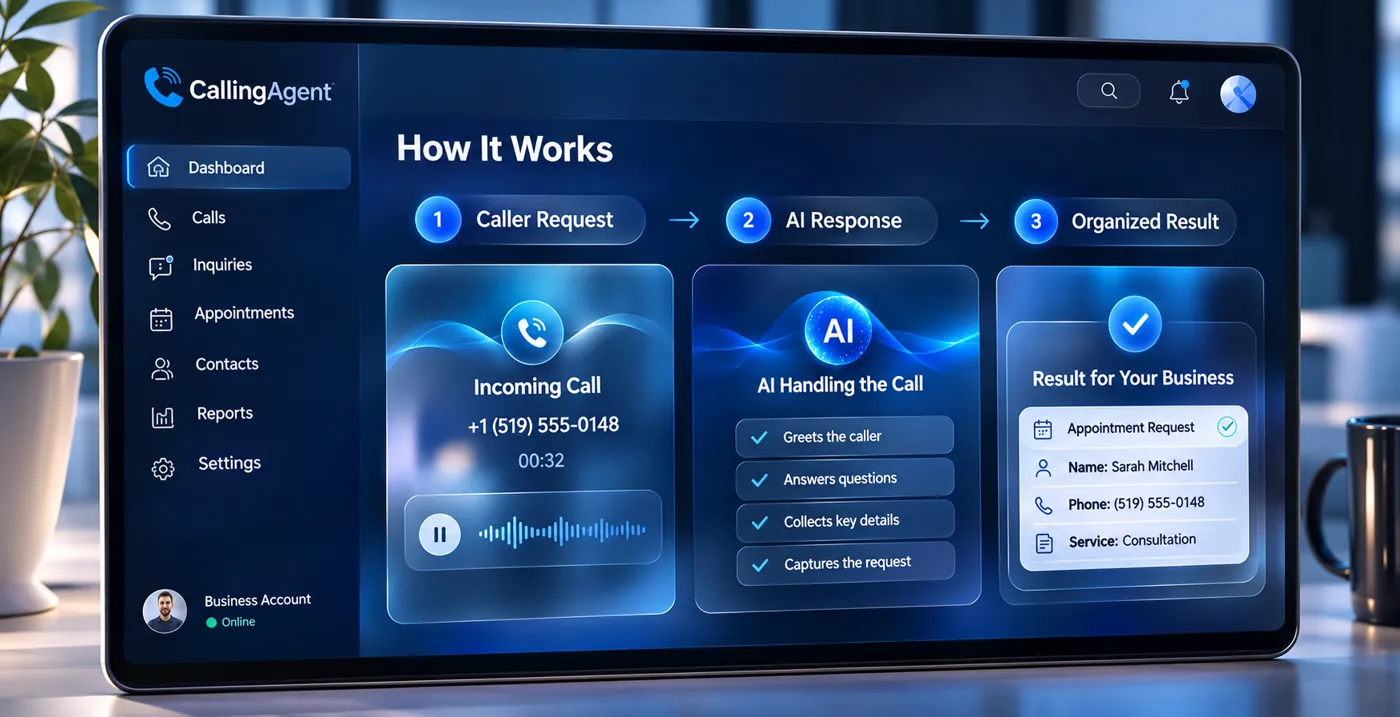 CallingAgent
Dashboard
Calls
Inquiries
Appointments
Contacts
Reports
Settings
Business Account
Online
How It Works
1 Caller Request
2 AI Response
3 Organized Result
Incoming Call
+1 (519) 555-0148
00:32
AI
AI Handling the Call
Greets the caller
Answers questions
Collects key details
Captures the request
Result for Your Business
Appointment Request
Name: Sarah Mitchell
Phone: (519) 555-0148
Service: Consultation